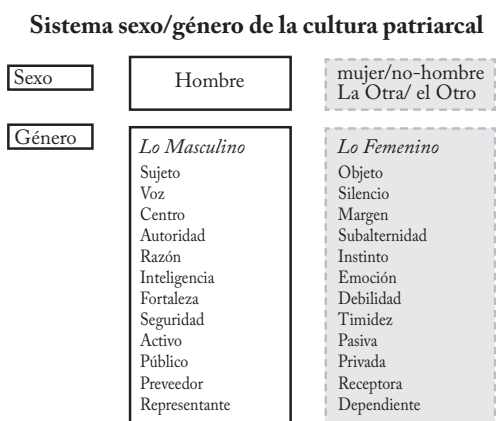 Sistema sexo/género de la cultura patriarcal
Sexo
Hombre
mujer/no-hombre
La Otra/ el Otro
Género
Lo Masculino
Sujeto
Voz
Centro
Autoridad
Razón
Inteligencia
Fortaleza
Seguridad
Activo
Público
Preveedor
Representante
Lo Femenino
Objeto
Silencio
Margen
Subalternidad
Instinto
Emoción
Debilidad
Timidez
Pasiva
Privada
Receptora
Dependiente